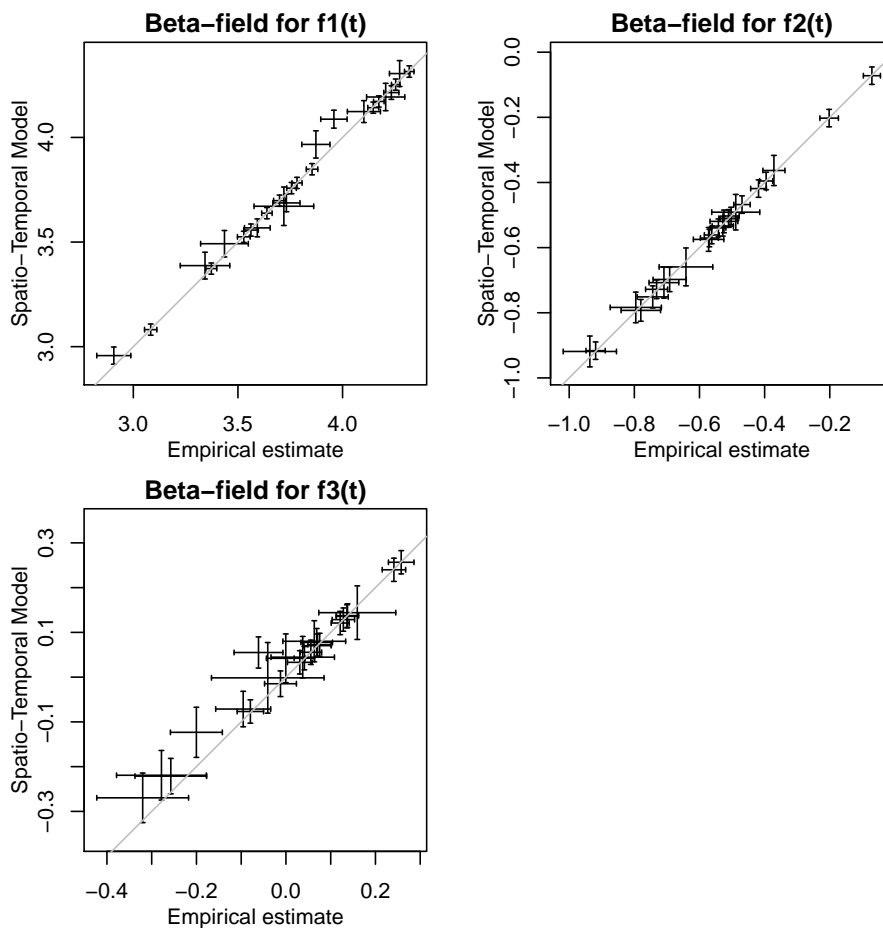 Beta−field for f1(t)
Spatio−Temporal Model
4.0
3.5
3.0
3.0 3.5 4.0
Empirical estimate
Beta−field for f2(t)
Spatio−Temporal Model
0.0
−0.2
−0.4
−0.6
−0.8
−1.0
−1.0 −0.8 −0.6 −0.4 −0.2
Empirical estimate
Beta−field for f3(t)
Spatio−Temporal Model
0.3
0.1
−0.1
−0.3
−0.4 −0.2 0.0 0.2
Empirical estimate